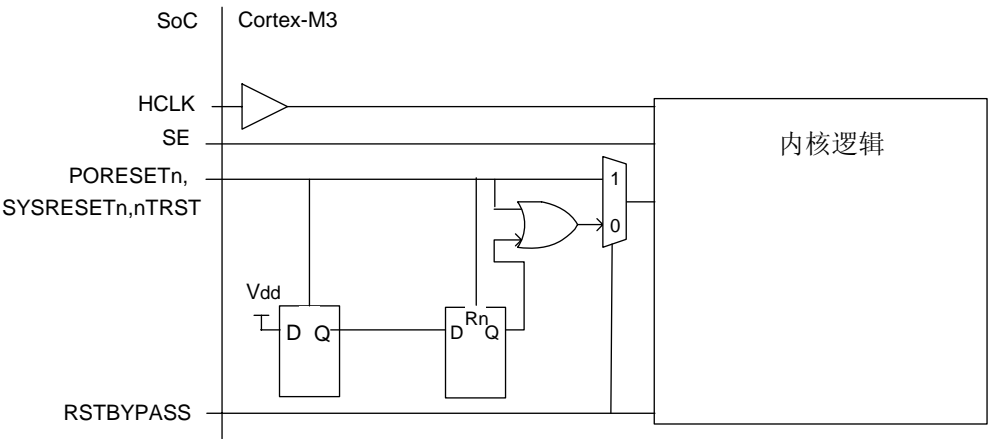 SoC
Cortex-M3
HCLK
SE
内核逻辑
PORESETn,
SYSRESETn,nTRST
1
0
Vdd
D Q
Rn
D Q
RSTBYPASS